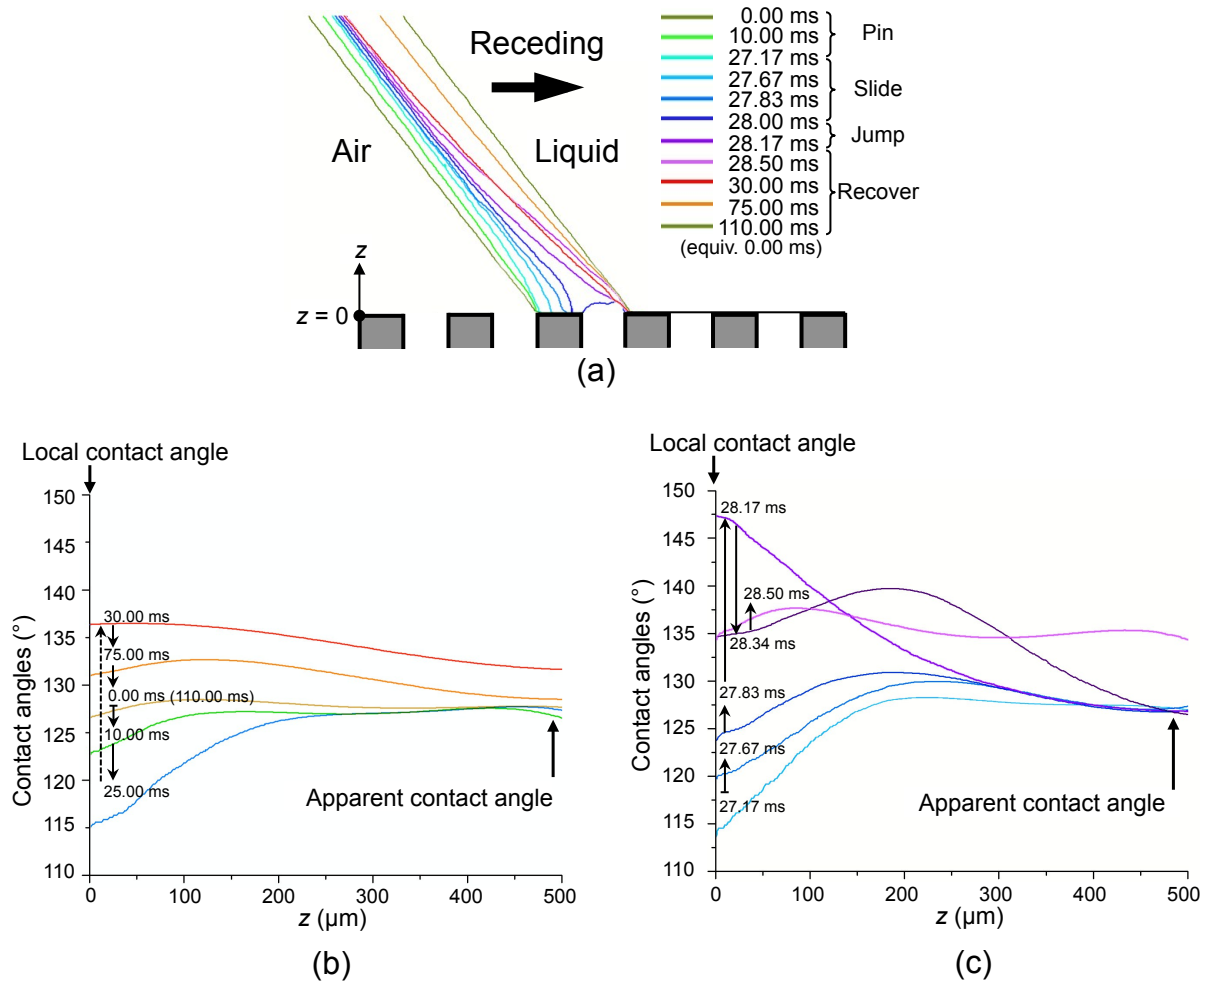 Receding
Air
Liquid
z
z = 0
0.00 ms
10.00 ms
27.17 ms
27.67 ms
27.83 ms
28.00 ms
28.17 ms
28.50 ms
30.00 ms
75.00 ms
110.00 ms
(equiv. 0.00 ms)
Pin
Slide
Jump
Recover
(a)
Local contact angle
Contact angles (°)
150
145
140
135
130
125
120
115
110
30.00 ms
75.00 ms
0.00 ms (110.00 ms)
10.00 ms
25.00 ms
Apparent contact angle
0
100
200
300
400
500
z (µm)
(b)
Local contact angle
Contact angles (°)
150
145
140
135
130
125
120
115
110
28.17 ms
28.50 ms
28.34 ms
27.83 ms
27.67 ms
27.17 ms
Apparent contact angle
0
100
200
300
400
500
z (µm)
(c)